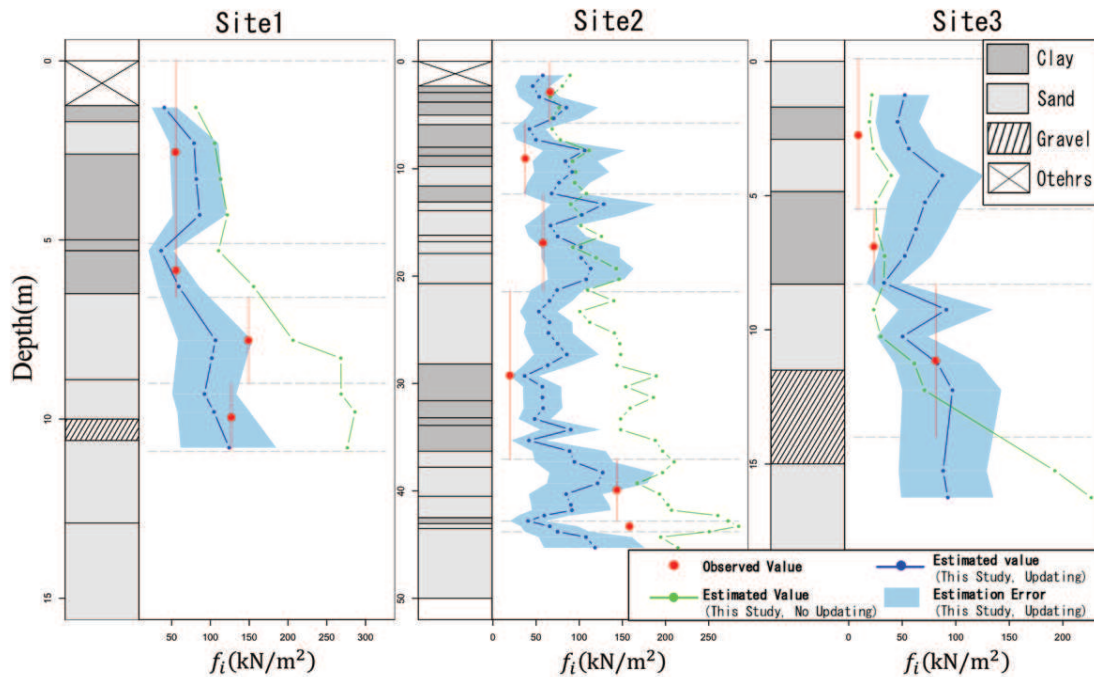 Site1 Site2 Site3
Depth(m)
0
5
10
15
50 100 150 200 250 300
fᵢ(kN/m²)
0
10
20
30
40
50
0 50 100 150 200 250
fᵢ(kN/m²)
0
5
10
15
0 50 100 150 200
fᵢ(kN/m²)
Clay
Sand
Gravel
Otehrs
Observed Value
Estimated Value
(This Study, No Updating)
Estimated value
(This Study, Updating)
Estimation Error
(This Study, Updating)